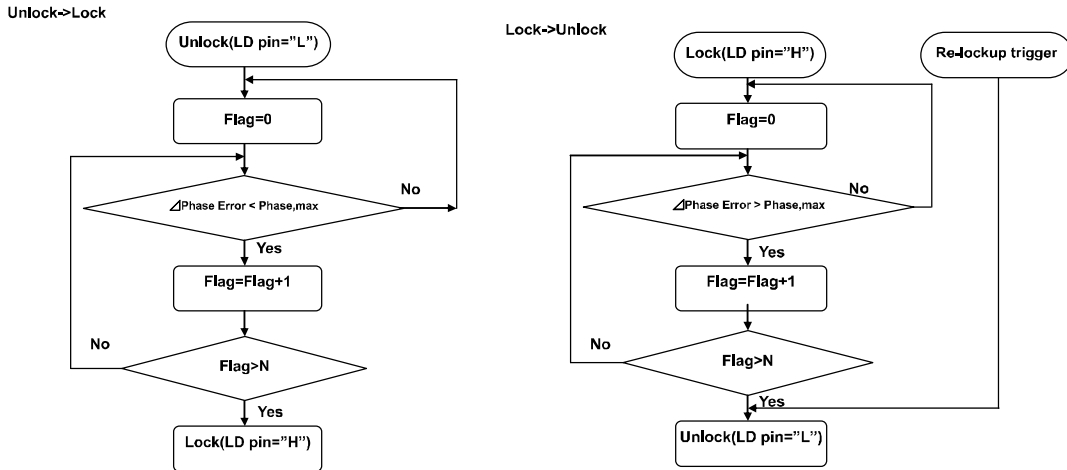 Unlock->Lock
Unlock(LD pin=”L”)
Flag=0
No
⊿Phase Error < Phase,max
Yes
Flag=Flag+1
No
Flag>N
Yes
Lock(LD pin=”H”)
Lock->Unlock
Lock(LD pin=”H”)
Re-lockup trigger
Flag=0
No
⊿Phase Error > Phase,max
Yes
Flag=Flag+1
No
Flag>N
Yes
Unlock(LD pin=”L”)